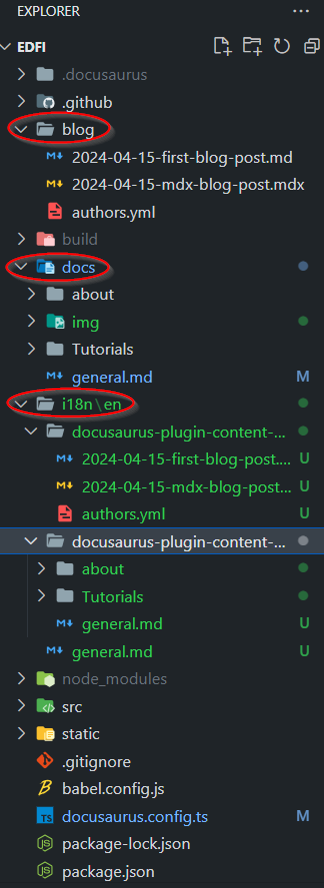 EXPLORER
EDFI
.docusaurus
.github
blog
2024-04-15-first-blog-post.md
2024-04-15-mdx-blog-post.mdx
authors.yml
build
docs
about
img
Tutorials
general.md M
i18n\en
docusaurus-plugin-content-...
2024-04-15-first-blog-post.... U
2024-04-15-mdx-blog-post.... U
authors.yml U
docusaurus-plugin-content-...
about
Tutorials
general.md U
general.md U
node_modules
src
static
.gitignore
babel.config.js
docusaurus.config.ts M
package-lock.json
package.json